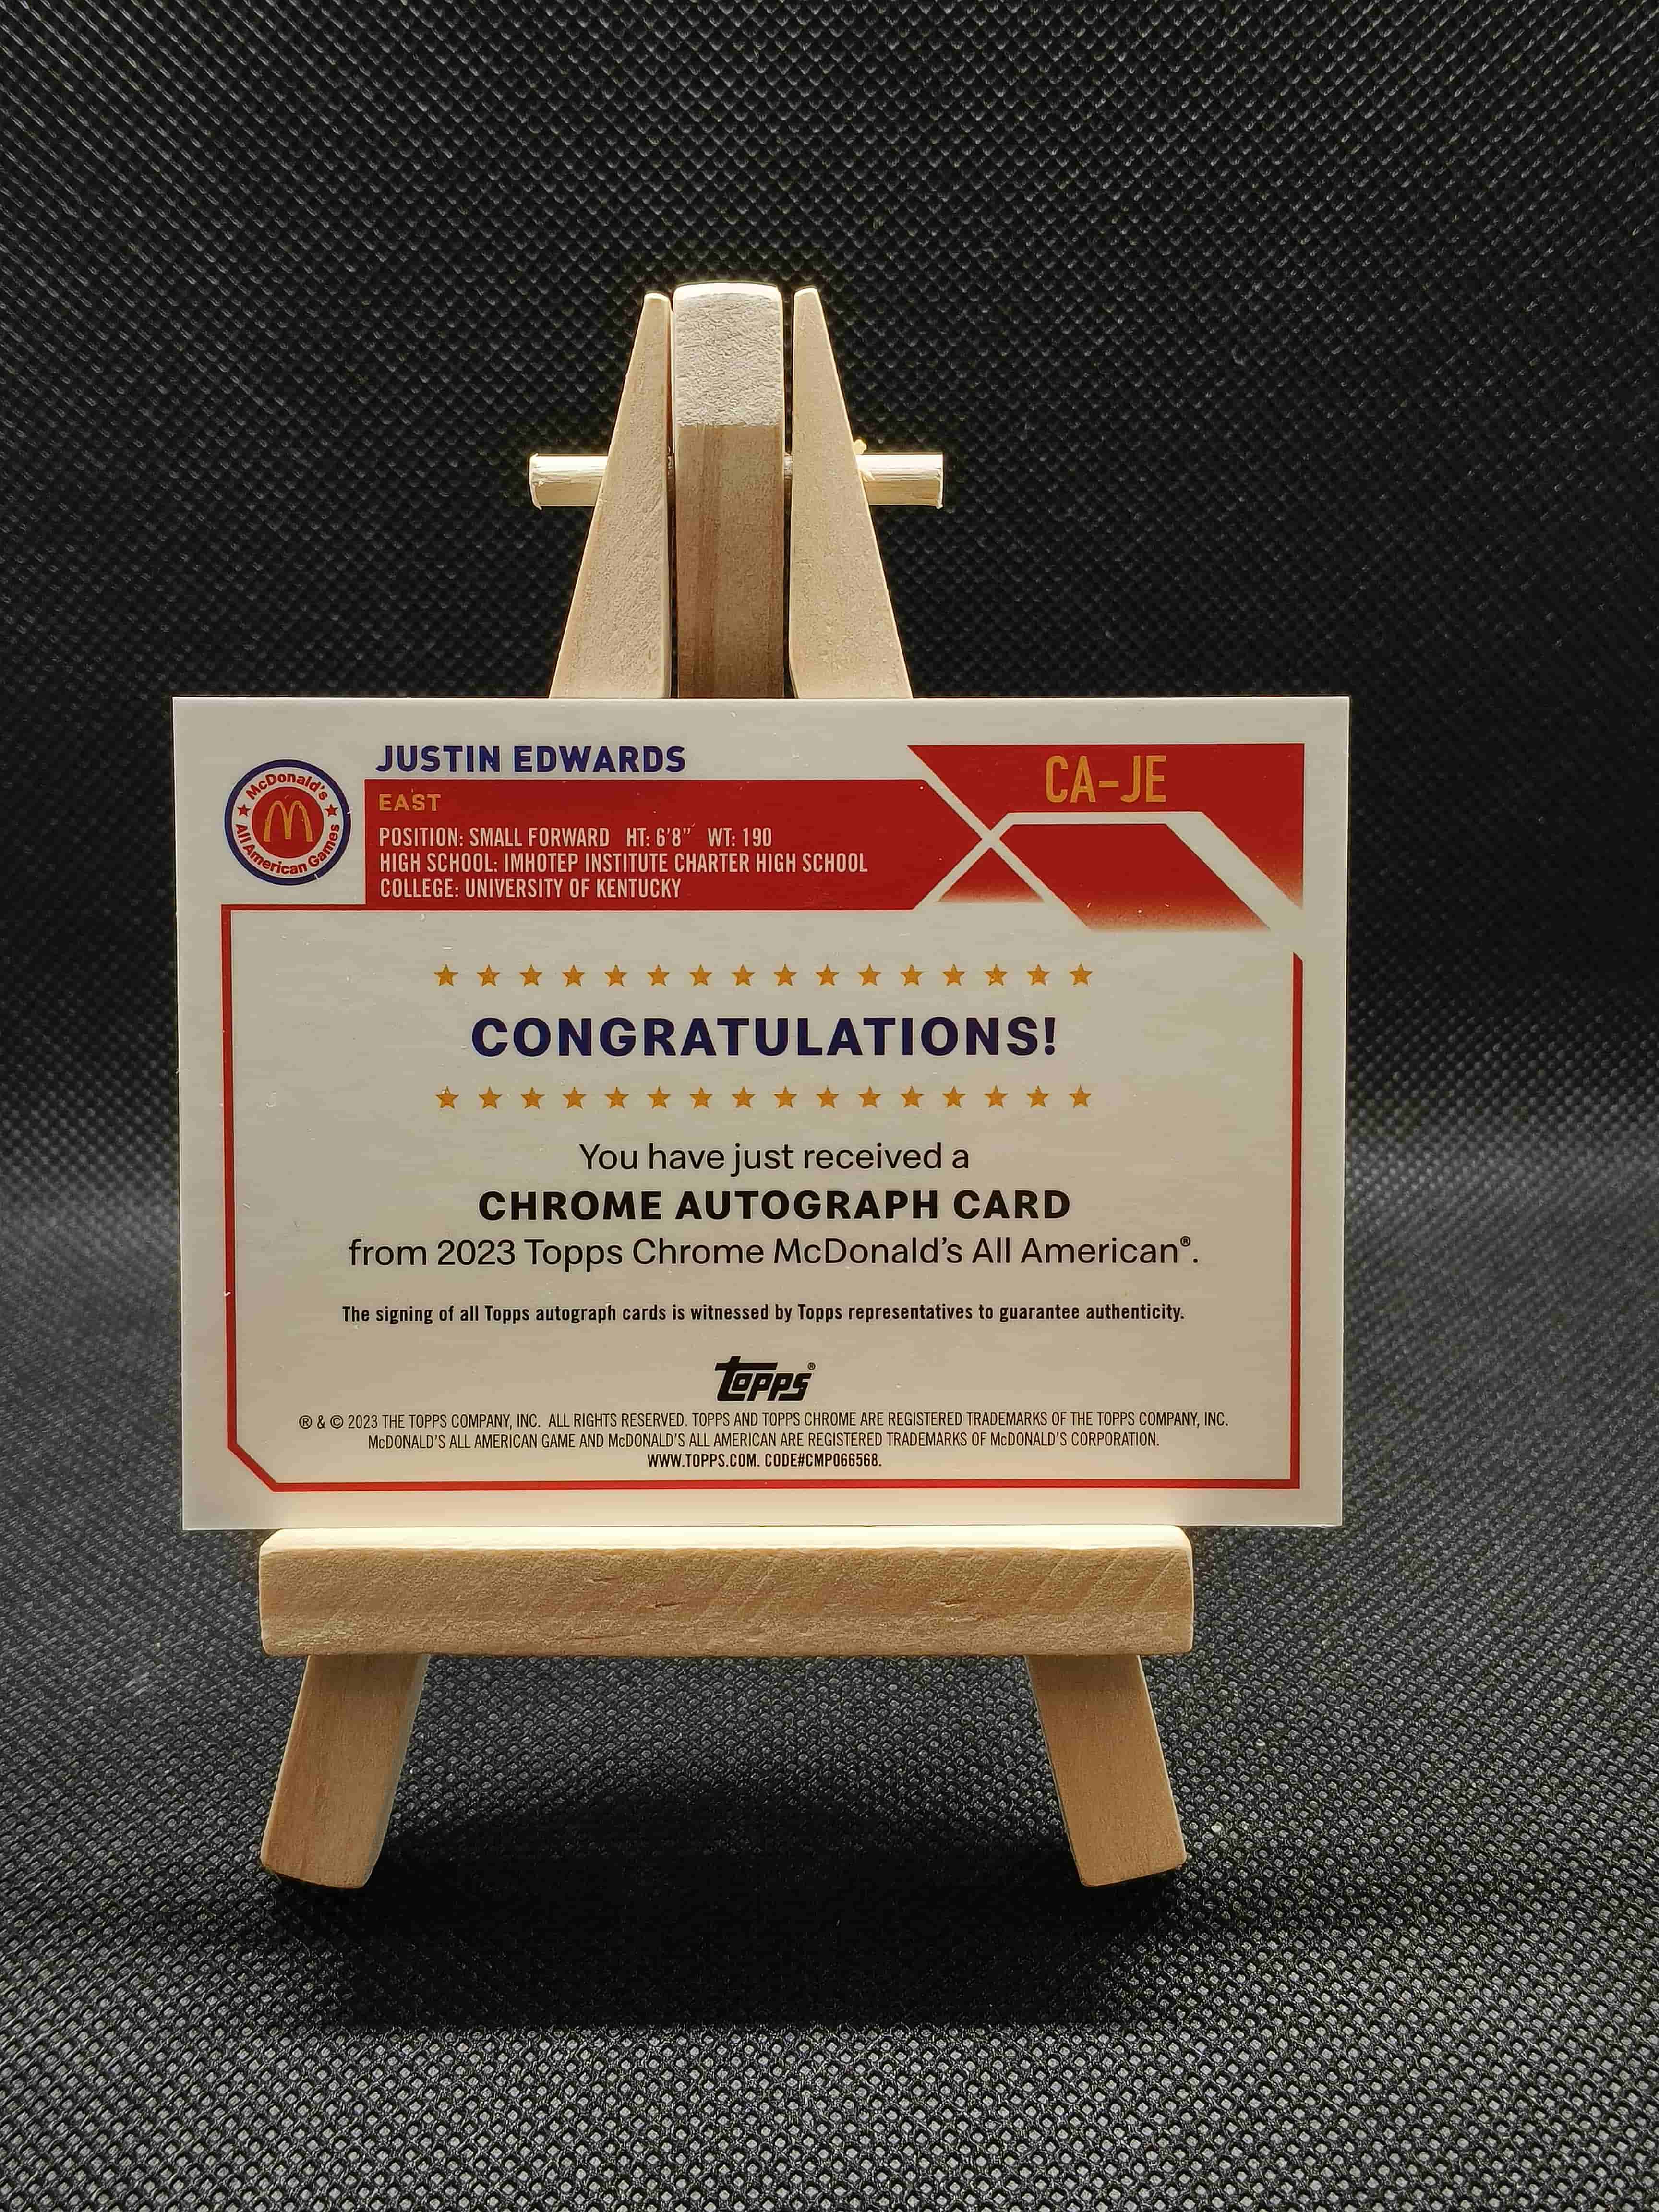 McDonald's
All American Games
JUSTIN EDWARDS
CA-JE
EAST
POSITION: SMALL FORWARD HT: 6'8" WT: 190
HIGH SCHOOL: IMHOTEP INSTITUTE CHARTER HIGH SCHOOL
COLLEGE: UNIVERSITY OF KENTUCKY
CONGRATULATIONS!
You have just received a
CHROME AUTOGRAPH CARD
from 2023 Topps Chrome McDonald's All American®.
The signing of all Topps autograph cards is witnessed by Topps representatives to guarantee authenticity.
Topps®
® & © 2023 THE TOPPS COMPANY, INC. ALL RIGHTS RESERVED. TOPPS AND TOPPS CHROME ARE REGISTERED TRADEMARKS OF THE TOPPS COMPANY, INC.
McDONALD'S ALL AMERICAN GAME AND McDONALD'S ALL AMERICAN ARE REGISTERED TRADEMARKS OF McDONALD'S CORPORATION.
WWW.TOPPS.COM. CODE#CMP066568.